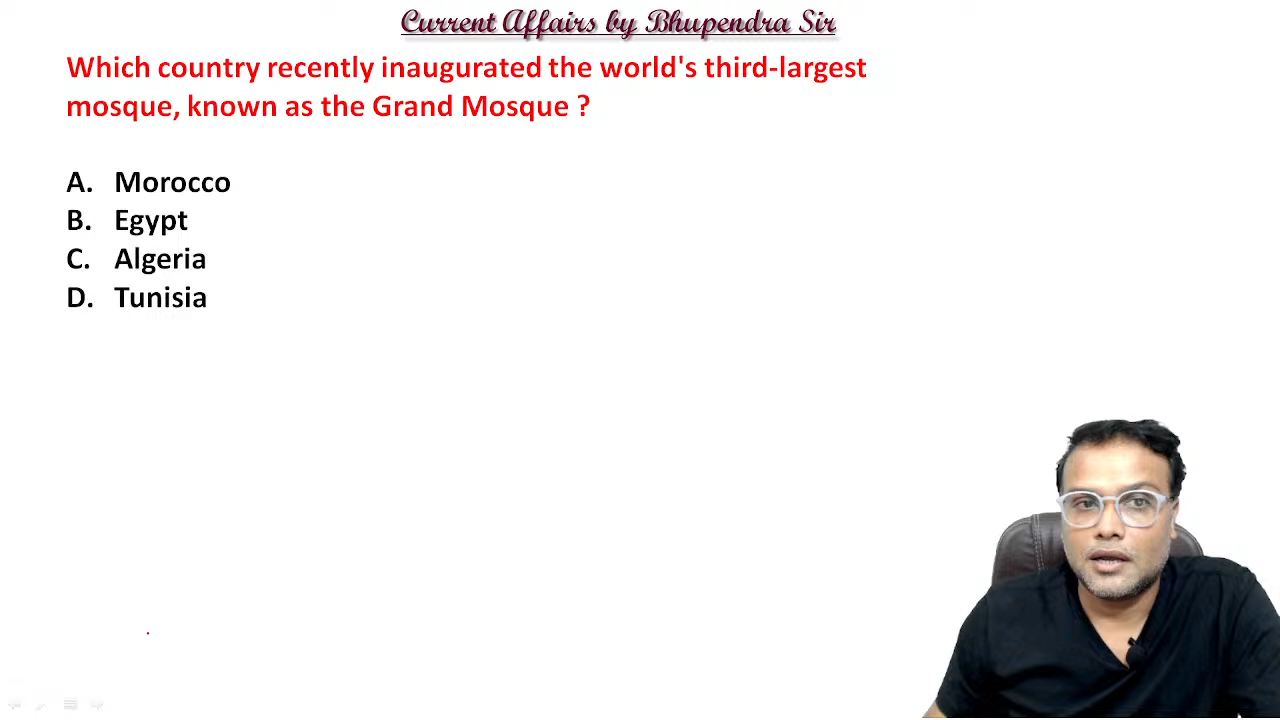 Current Affairs by Bhupendra Sir
Which country recently inaugurated the world's third-largest
mosque, known as the Grand Mosque ?
A. Morocco
B. Egypt
C. Algeria
D. Tunisia